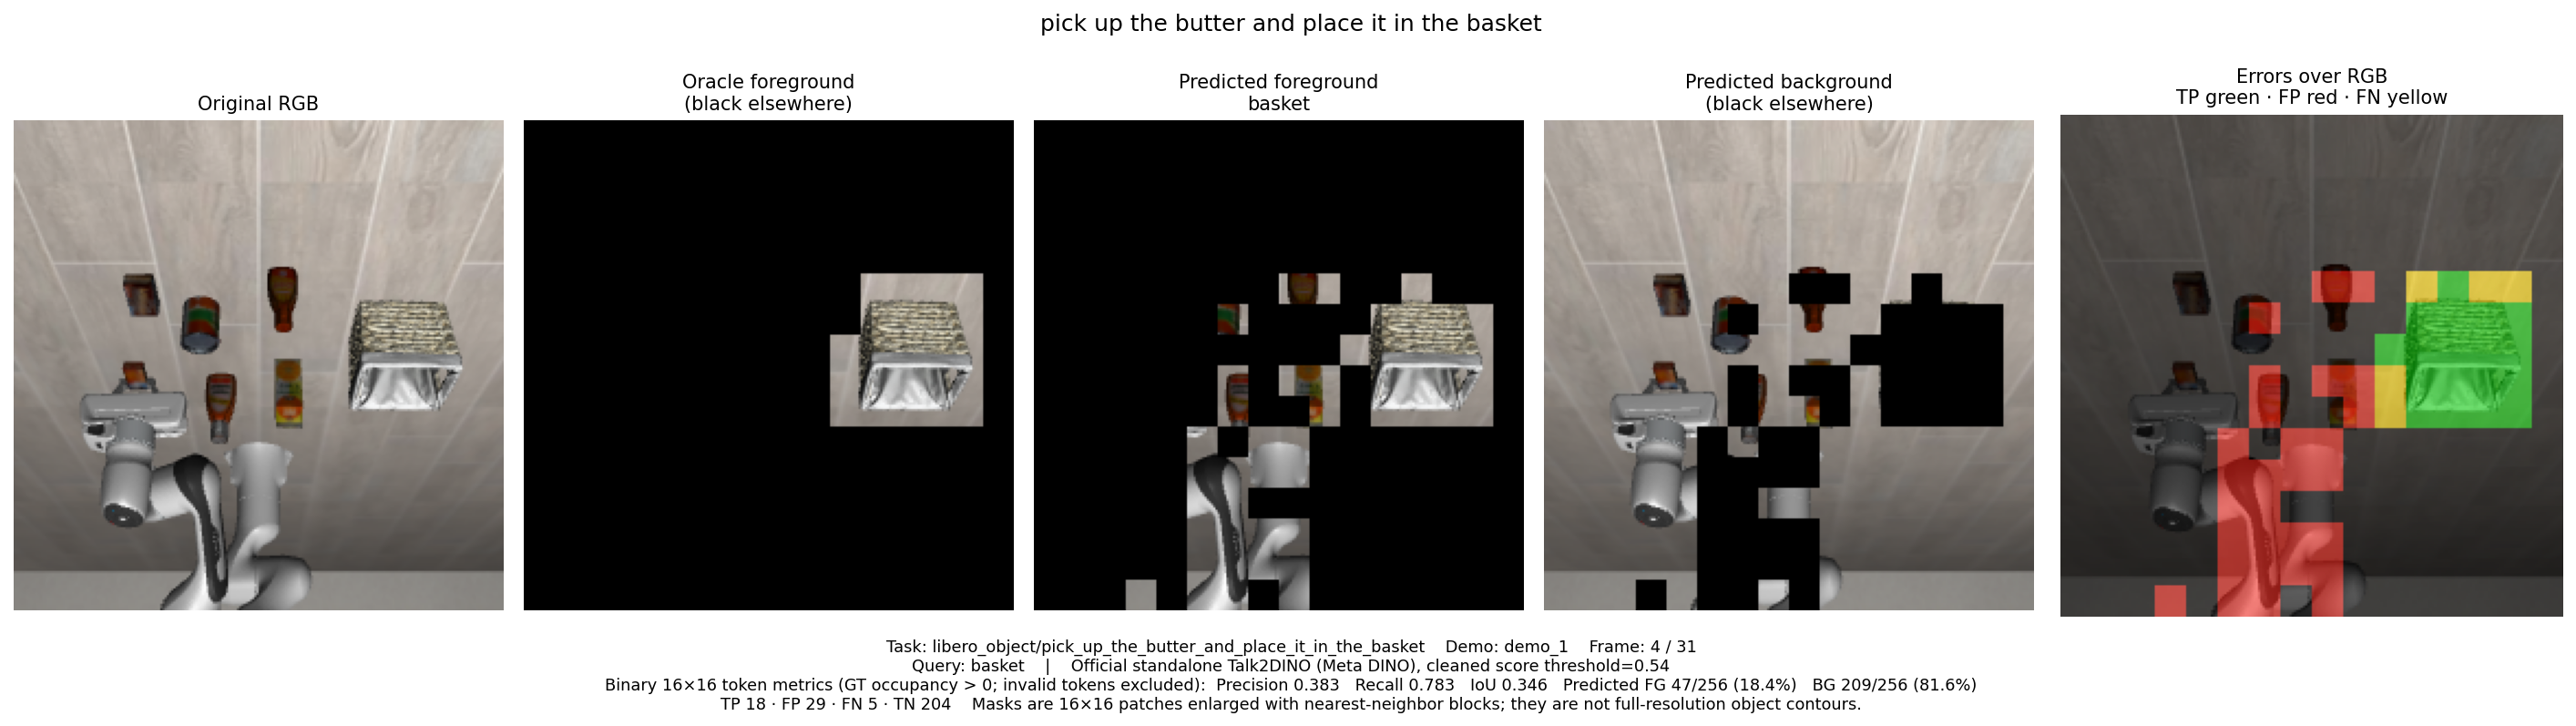 pick up the butter and place it in the basket
Original RGB
Oracle foreground
(black elsewhere)
Predicted foreground
basket
Predicted background
(black elsewhere)
Errors over RGB
TP green · FP red · FN yellow
Task: libero_object/pick_up_the_butter_and_place_it_in_the_basket    Demo: demo_1    Frame: 4 / 31
Query: basket    |    Official standalone Talk2DINO (Meta DINO), cleaned score threshold=0.54
Binary 16×16 token metrics (GT occupancy > 0; invalid tokens excluded):  Precision 0.383   Recall 0.783   IoU 0.346   Predicted FG 47/256 (18.4%)   BG 209/256 (81.6%)
TP 18 · FP 29 · FN 5 · TN 204    Masks are 16×16 patches enlarged with nearest-neighbor blocks; they are not full-resolution object contours.